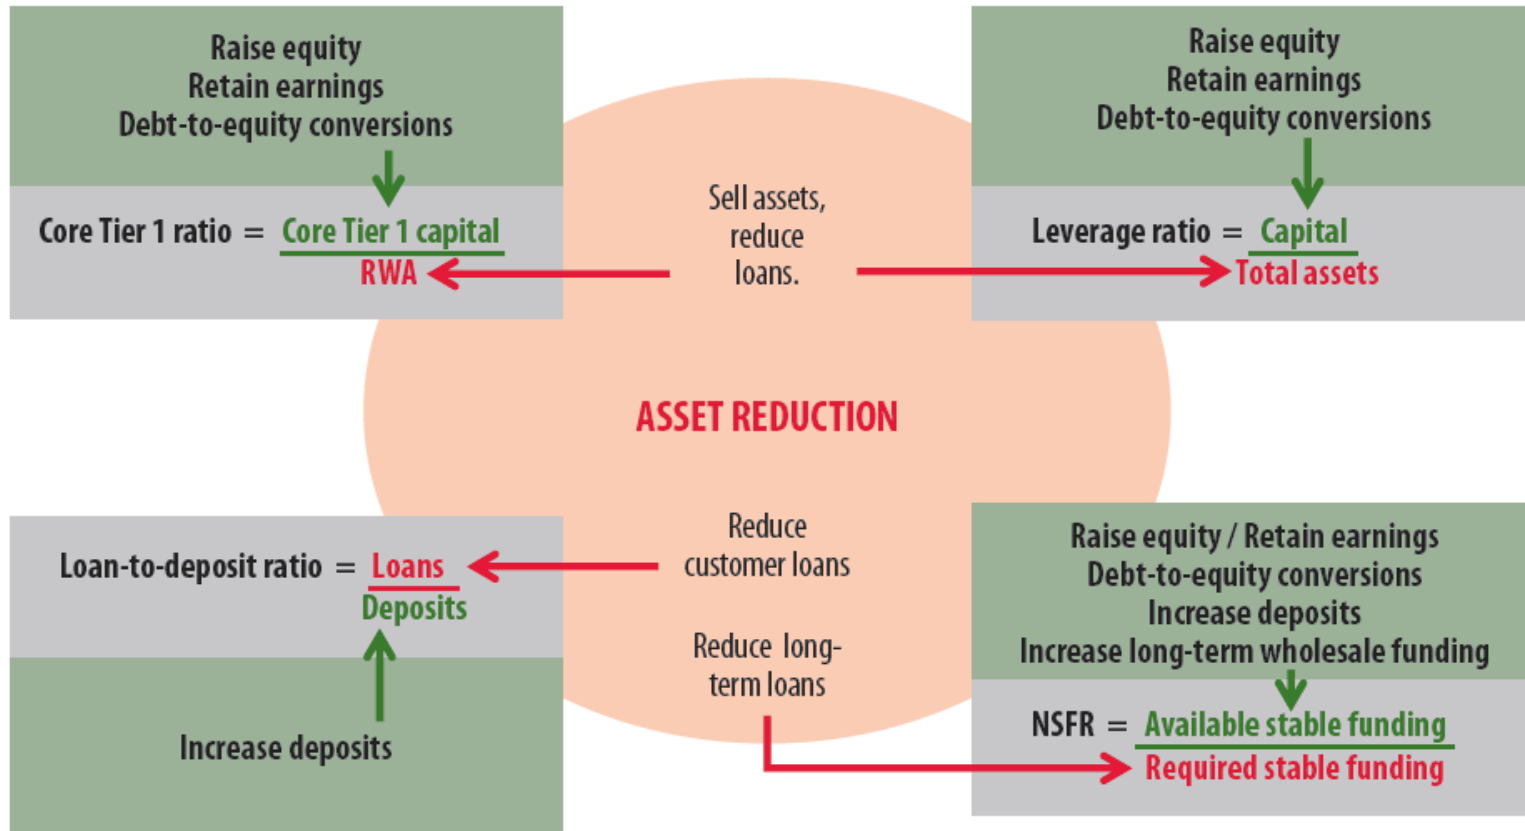 Raise equity
Retain earnings
Debt-to-equity conversions
Core Tier 1 ratio = Core Tier 1 capital
RWA
Sell assets,
reduce
loans.
Raise equity
Retain earnings
Debt-to-equity conversions
Leverage ratio = Capital
Total assets
ASSET REDUCTION
Loan-to-deposit ratio = Loans
Deposits
Increase deposits
Reduce
customer loans
Reduce long-
term loans
Raise equity / Retain earnings
Debt-to-equity conversions
Increase deposits
Increase long-term wholesale funding
NSFR = Available stable funding
Required stable funding